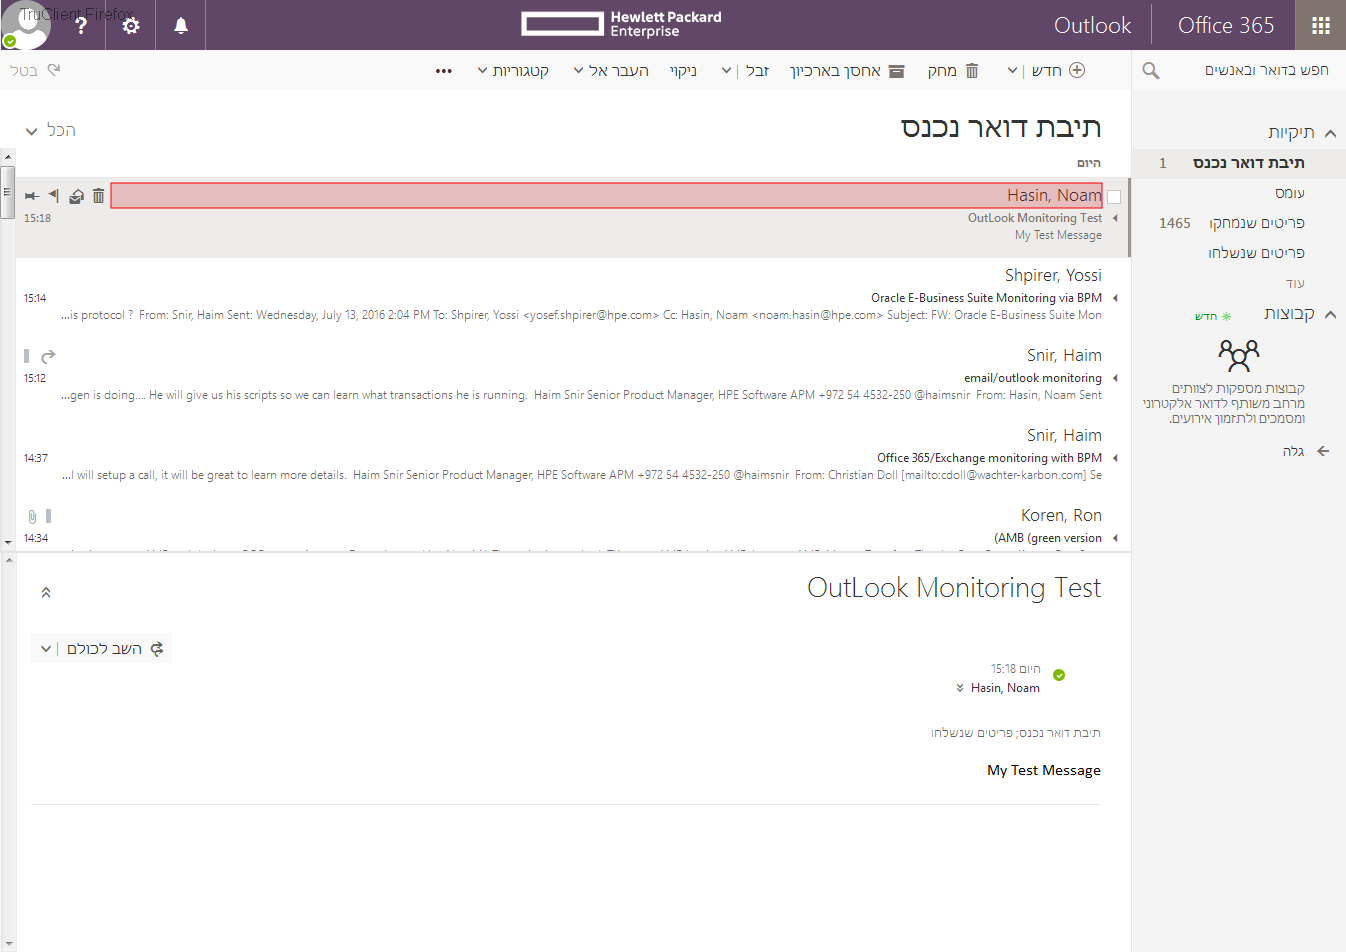 TruClient Firefox
?
Hewlett Packard
Enterprise
Outlook
Office 365
חפש בדואר ובאנשים
חדש
מחק
אחסן בארכיון
זבל
ניקוי
העבר אל
קטגוריות
•••
בטל
תיקיות
תיבת דואר נכנס 1
עומס
פריטים שנמחקו 1465
פריטים שנשלחו
עוד
קבוצות
חדש
קבוצות מספקות לצוותים
מרחב משותף לדואר אלקטרוני
ומסמכים ולתזמון אירועים.
גלה
תיבת דואר נכנס
הכל
היום
Hasin, Noam
OutLook Monitoring Test
15:18
My Test Message
Shpirer, Yossi
Oracle E-Business Suite Monitoring via BPM
15:14
...is protocol ? From: Snir, Haim Sent: Wednesday, July 13, 2016 2:04 PM To: Shpirer, Yossi <yosef.shpirer@hpe.com> Cc: Hasin, Noam <noam.hasin@hpe.com> Subject: FW: Oracle E-Business Suite Mon
Snir, Haim
email/outlook monitoring
15:12
...gen is doing.... He will give us his scripts so we can learn what transactions he is running. Haim Snir Senior Product Manager, HPE Software APM +972 54 4532-250 @haimsnir From: Hasin, Noam Sent
Snir, Haim
Office 365/Exchange monitoring with BPM
14:37
...I will setup a call, it will be great to learn more details. Haim Snir Senior Product Manager, HPE Software APM +972 54 4532-250 @haimsnir From: Christian Doll [mailto:cdoll@wachter-karbon.com] Se
Koren, Ron
(AMB (green version
14:34
OutLook Monitoring Test
השב לכולם
היום 15:18
Hasin, Noam
תיבת דואר נכנס; פריטים שנשלחו
My Test Message